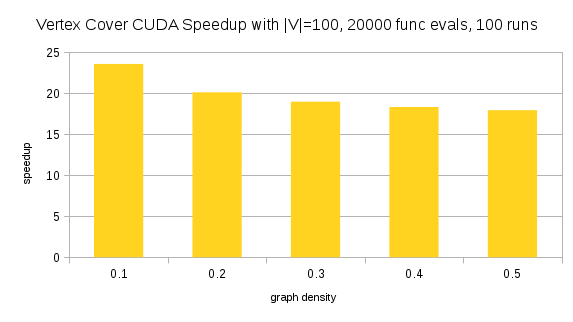 Vertex Cover CUDA Speedup with |V|=100, 20000 func evals, 100 runs
25
20
15
10
5
0
speedup
0.1 0.2 0.3 0.4 0.5
graph density